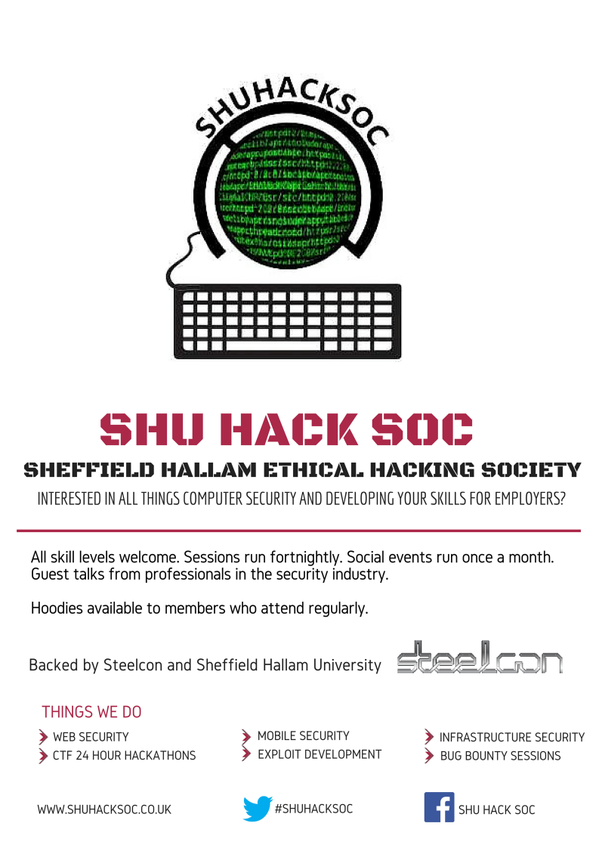 SHUHACKSOC
SHU HACK SOC
SHEFFIELD HALLAM ETHICAL HACKING SOCIETY
INTERESTED IN ALL THINGS COMPUTER SECURITY AND DEVELOPING YOUR SKILLS FOR EMPLOYERS?
All skill levels welcome. Sessions run fortnightly. Social events run once a month.
Guest talks from professionals in the security industry.
Hoodies available to members who attend regularly.
Backed by Steelcon and Sheffield Hallam University
steelcon
THINGS WE DO
WEB SECURITY
MOBILE SECURITY
INFRASTRUCTURE SECURITY
CTF 24 HOUR HACKATHONS
EXPLOIT DEVELOPMENT
BUG BOUNTY SESSIONS
WWW.SHUHACKSOC.CO.UK
#SHUHACKSOC
f
SHU HACK SOC